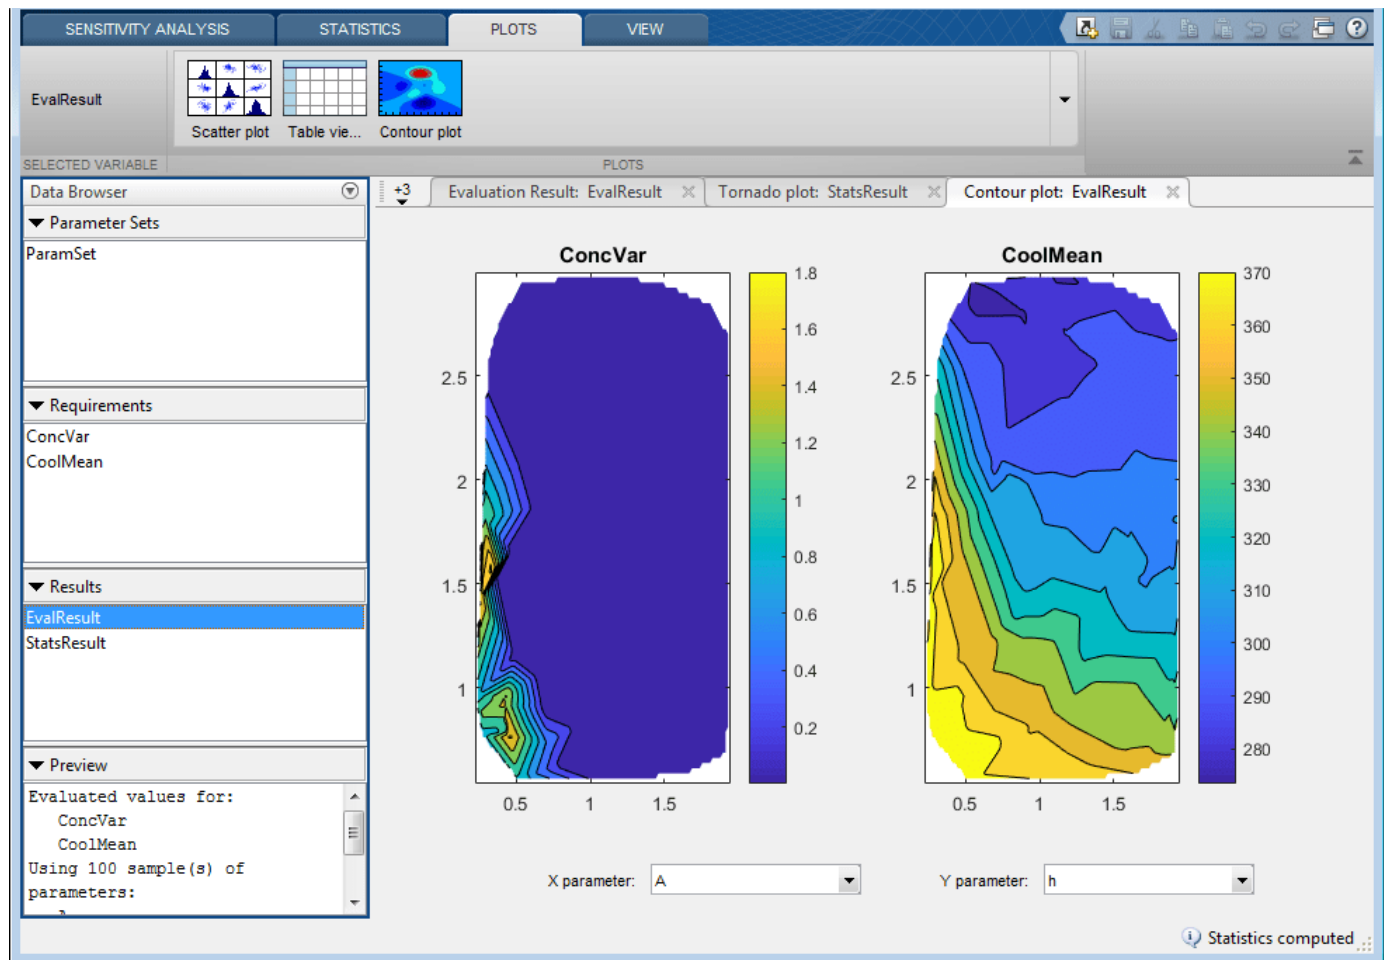 SENSITIVITY ANALYSIS STATISTICS PLOTS VIEW
EvalResult
Scatter plot Table vie... Contour plot
SELECTED VARIABLE PLOTS
Data Browser
Parameter Sets
ParamSet
Requirements
ConcVar
CoolMean
Results
EvalResult
StatsResult
Preview
Evaluated values for:
ConcVar
CoolMean
Using 100 sample(s) of
parameters:
+3 Evaluation Result: EvalResult Tornado plot: StatsResult Contour plot: EvalResult
ConcVar
2.5
2
1.5
1
0.5 1 1.5
1.8
1.6
1.4
1.2
1
0.8
0.6
0.4
0.2
CoolMean
2.5
2
1.5
1
0.5 1 1.5
370
360
350
340
330
320
310
300
290
280
X parameter: A Y parameter: h
Statistics computed